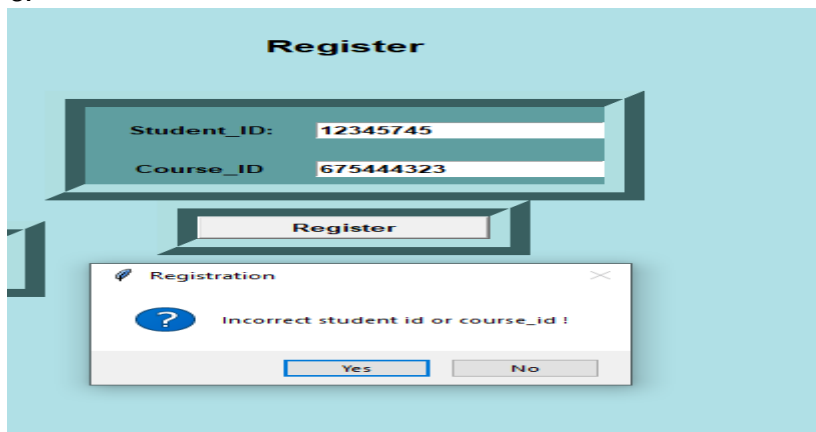 Register
Student_ID: 12345745
Course_ID 675444323
Register
Registration
Incorrect student id or course_id !
Yes No